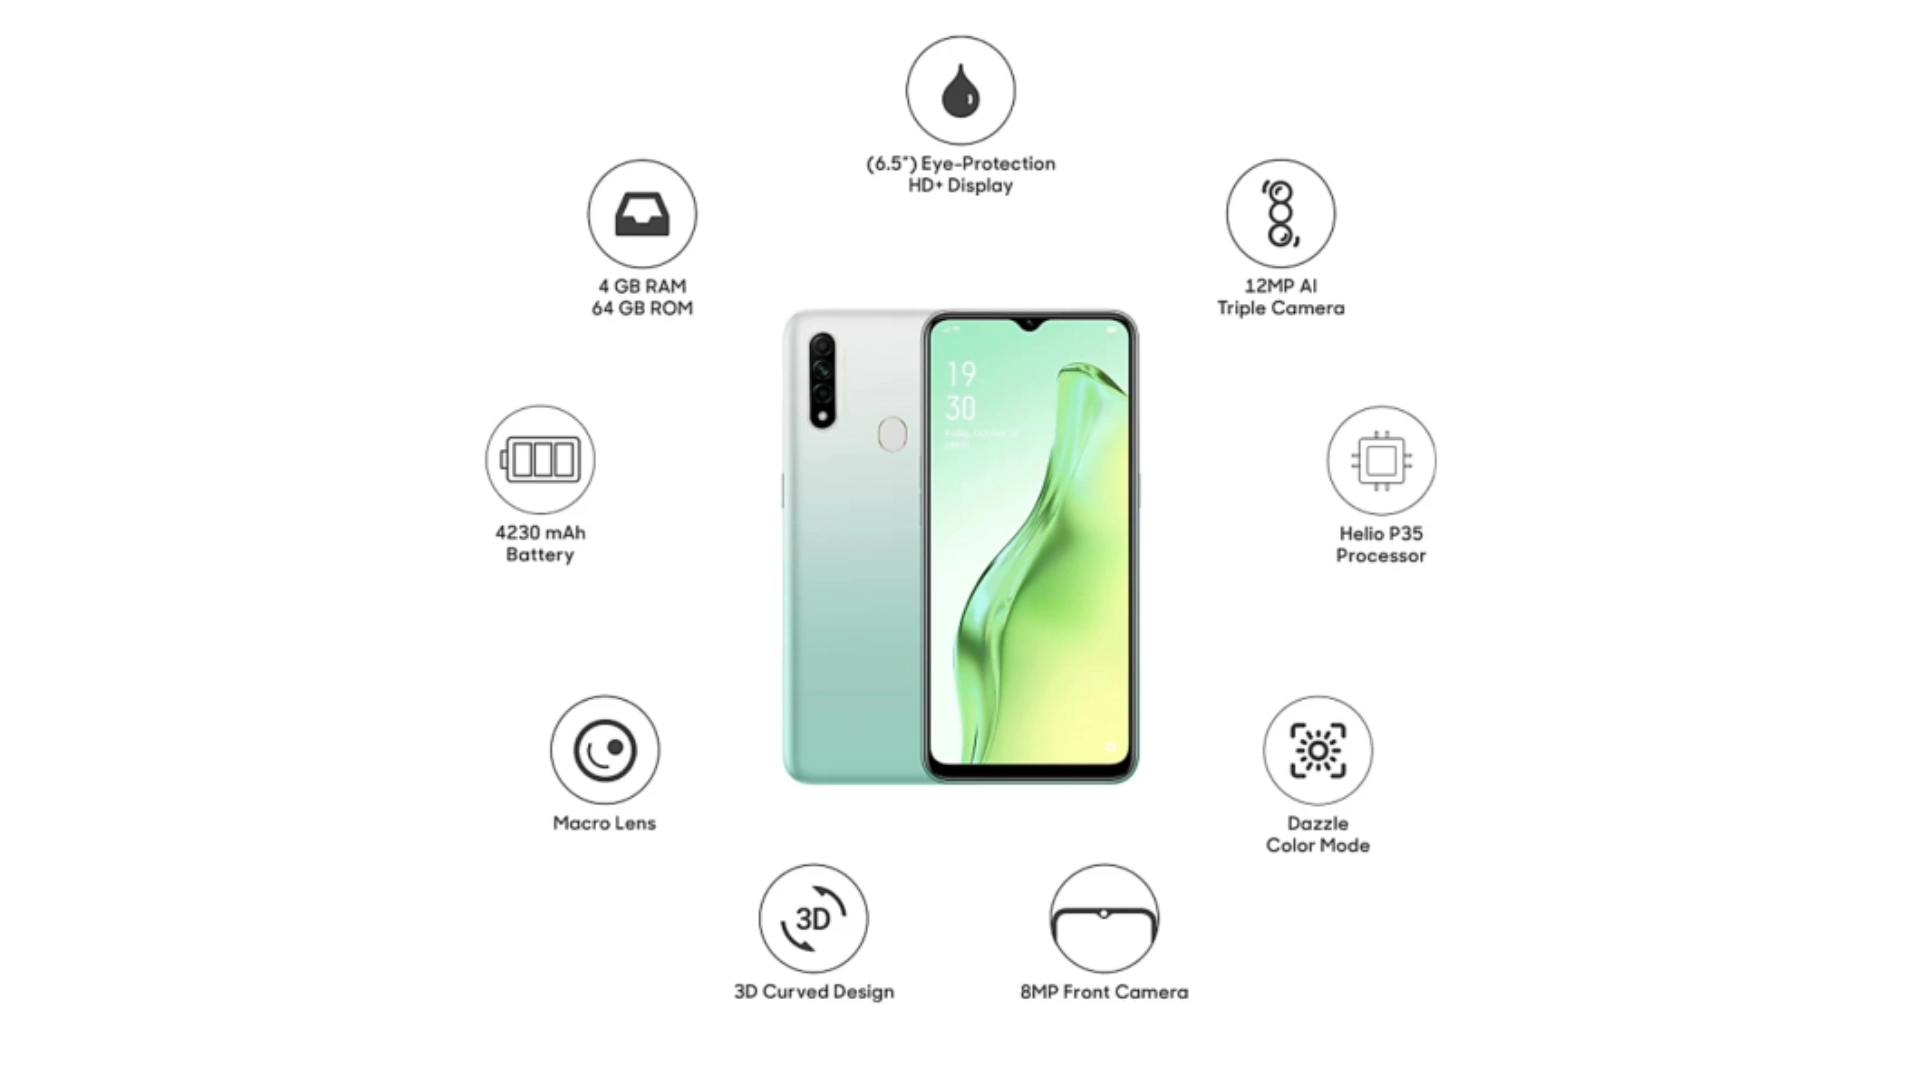 (6.5") Eye-Protection
HD+ Display
4 GB RAM
64 GB ROM
12MP AI
Triple Camera
19
30
4230 mAh
Battery
Helio P35
Processor
Macro Lens
Dazzle
Color Mode
3D
3D Curved Design
8MP Front Camera